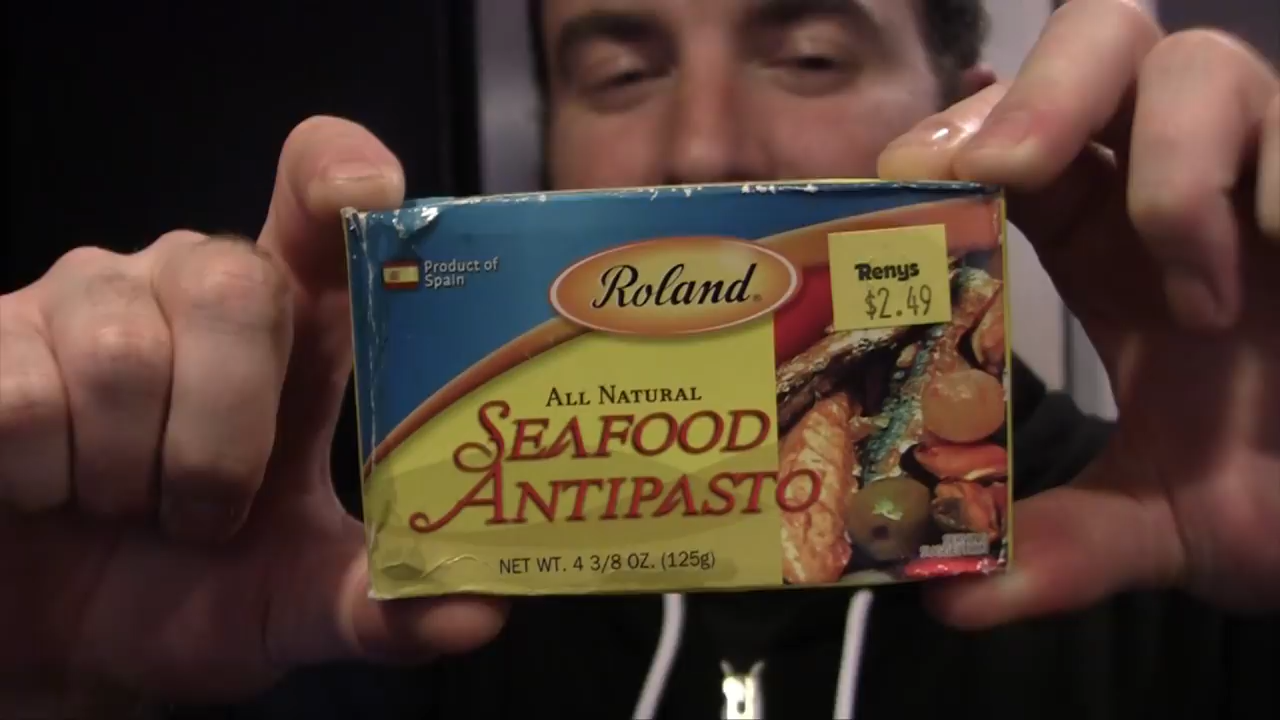 Product of
Spain
Roland®
Renys
$2.49
ALL NATURAL
SEAFOOD
ANTIPASTO
NET WT. 4 3/8 OZ. (125g)